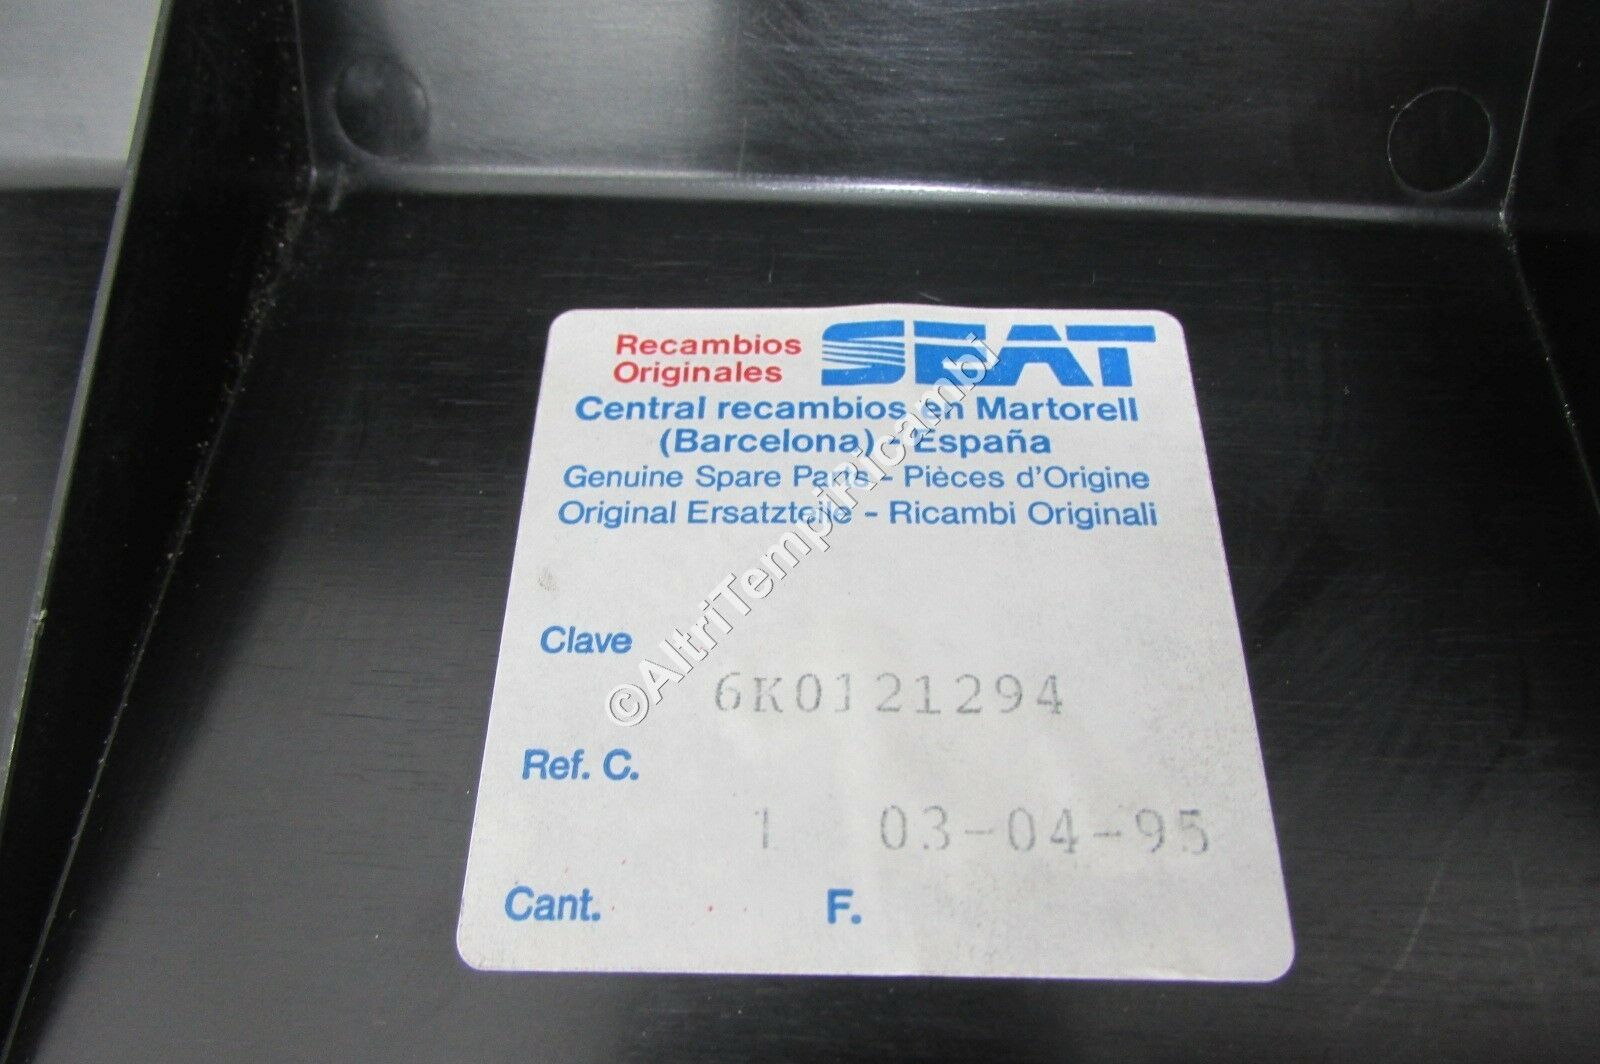 Recambios
Originales
SEAT
Central recambios en Martorell
(Barcelona) - España
Genuine Spare Parts - Pièces d'Origine
Original Ersatzteile - Ricambi Originali
Clave
6K0121294
Ref. C.
1 03-04-95
Cant. F.
©AltriTempiRicambi